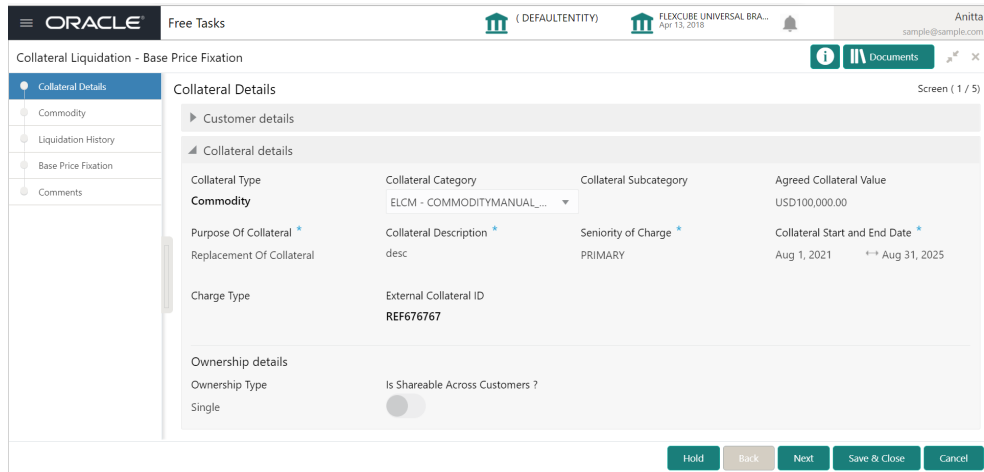 ORACLE® Free Tasks ( DEFAULTENTITY) FLEXCUBE UNIVERSAL BRA... Anitta
Apr 13, 2018 sample@sample.com
Collateral Liquidation - Base Price Fixation i Documents
Collateral Details Collateral Details Screen ( 1 / 5)
Commodity Customer details
Liquidation History Collateral details
Base Price Fixation
Comments
Collateral Type Collateral Category Collateral Subcategory Agreed Collateral Value
Commodity ELCM - COMMODITYMANUAL_... USD100,000.00
Purpose Of Collateral * Collateral Description * Seniority of Charge * Collateral Start and End Date *
Replacement Of Collateral desc PRIMARY Aug 1, 2021 ↔ Aug 31, 2025
Charge Type External Collateral ID
REF676767
Ownership details
Ownership Type Is Shareable Across Customers ?
Single
Hold Back Next Save & Close Cancel